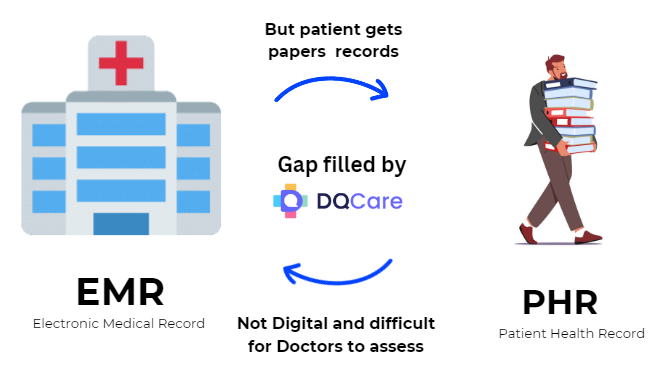 But patient gets
papers records
Gap filled by
DQCare
EMR
Electronic Medical Record
PHR
Patient Health Record
Not Digital and difficult
for Doctors to assess